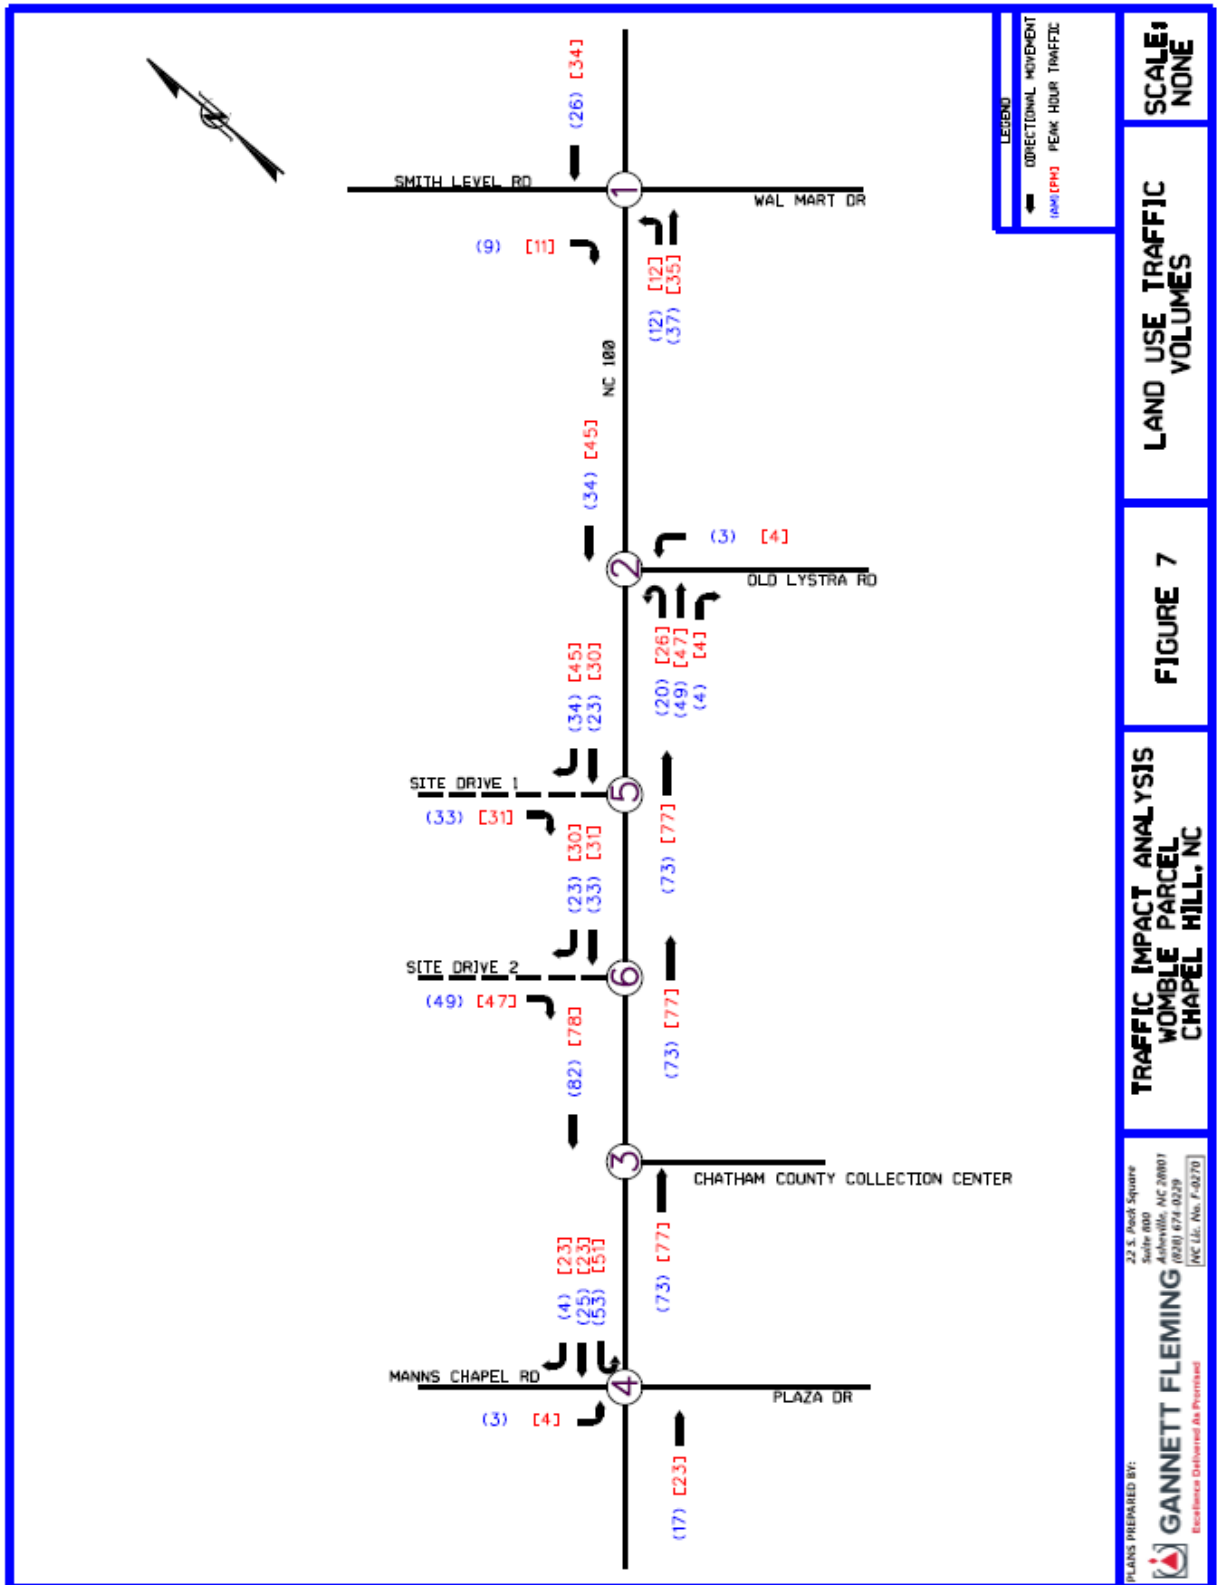 SMITH LEVEL RD
(26) [34]
WAL MART DR
1
(9) [11]
[12]
[35]
(12)
(37)
NC 100
(34) [45]
(3) [4]
2
OLD LYSTRA RD
[26]
[47]
[4]
(20)
(49)
(4)
(34) [45]
(23) [30]
SITE DRIVE 1
5
(33) [31]
(73) [77]
(23) [30]
(33) [31]
SITE DRIVE 2
6
(49) [47]
(73) [77]
(82) [78]
3
CHATHAM COUNTY COLLECTION CENTER
(73) [77]
(4) [23]
(25) [23]
(53) [51]
MANNS CHAPEL RD
4
PLAZA DR
(3) [4]
(17) [23]
LEGEND
DIRECTIONAL MOVEMENT
(AM)[PM] PEAK HOUR TRAFFIC
PLANS PREPARED BY:
GANNETT FLEMING
Excellence Delivered As Promised
22 S. Pack Square
Suite 800
Asheville, NC 28801
(828) 674-0229
NC Lic. No. F-0270
TRAFFIC IMPACT ANALYSIS
WOMBLE PARCEL
CHAPEL HILL, NC
FIGURE 7
LAND USE TRAFFIC
VOLUMES
SCALE:
NONE